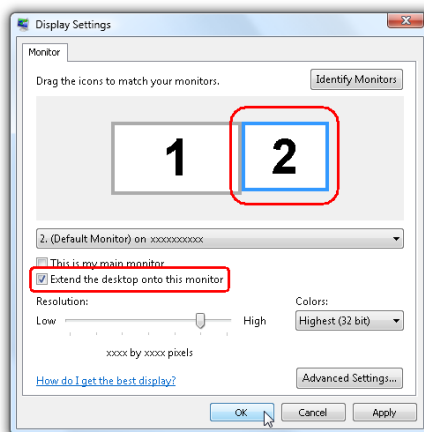 Display Settings
Monitor
Drag the icons to match your monitors.
Identify Monitors
1
2
2. (Default Monitor) on xxxxxxxxxx
This is my main monitor
Extend the desktop onto this monitor
Resolution:
Colors:
Low
High
Highest (32 bit)
xxxx by xxxx pixels
How do I get the best display?
Advanced Settings...
OK
Cancel
Apply